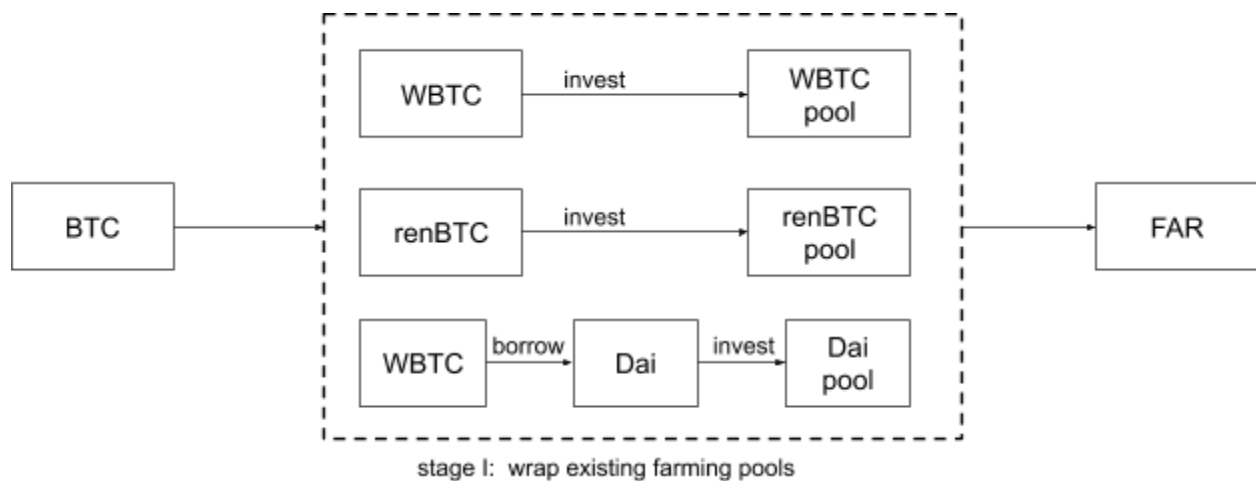 BTC
WBTC
invest
WBTC
pool
renBTC
invest
renBTC
pool
WBTC
borrow
Dai
invest
Dai
pool
FAR
stage I: wrap existing farming pools